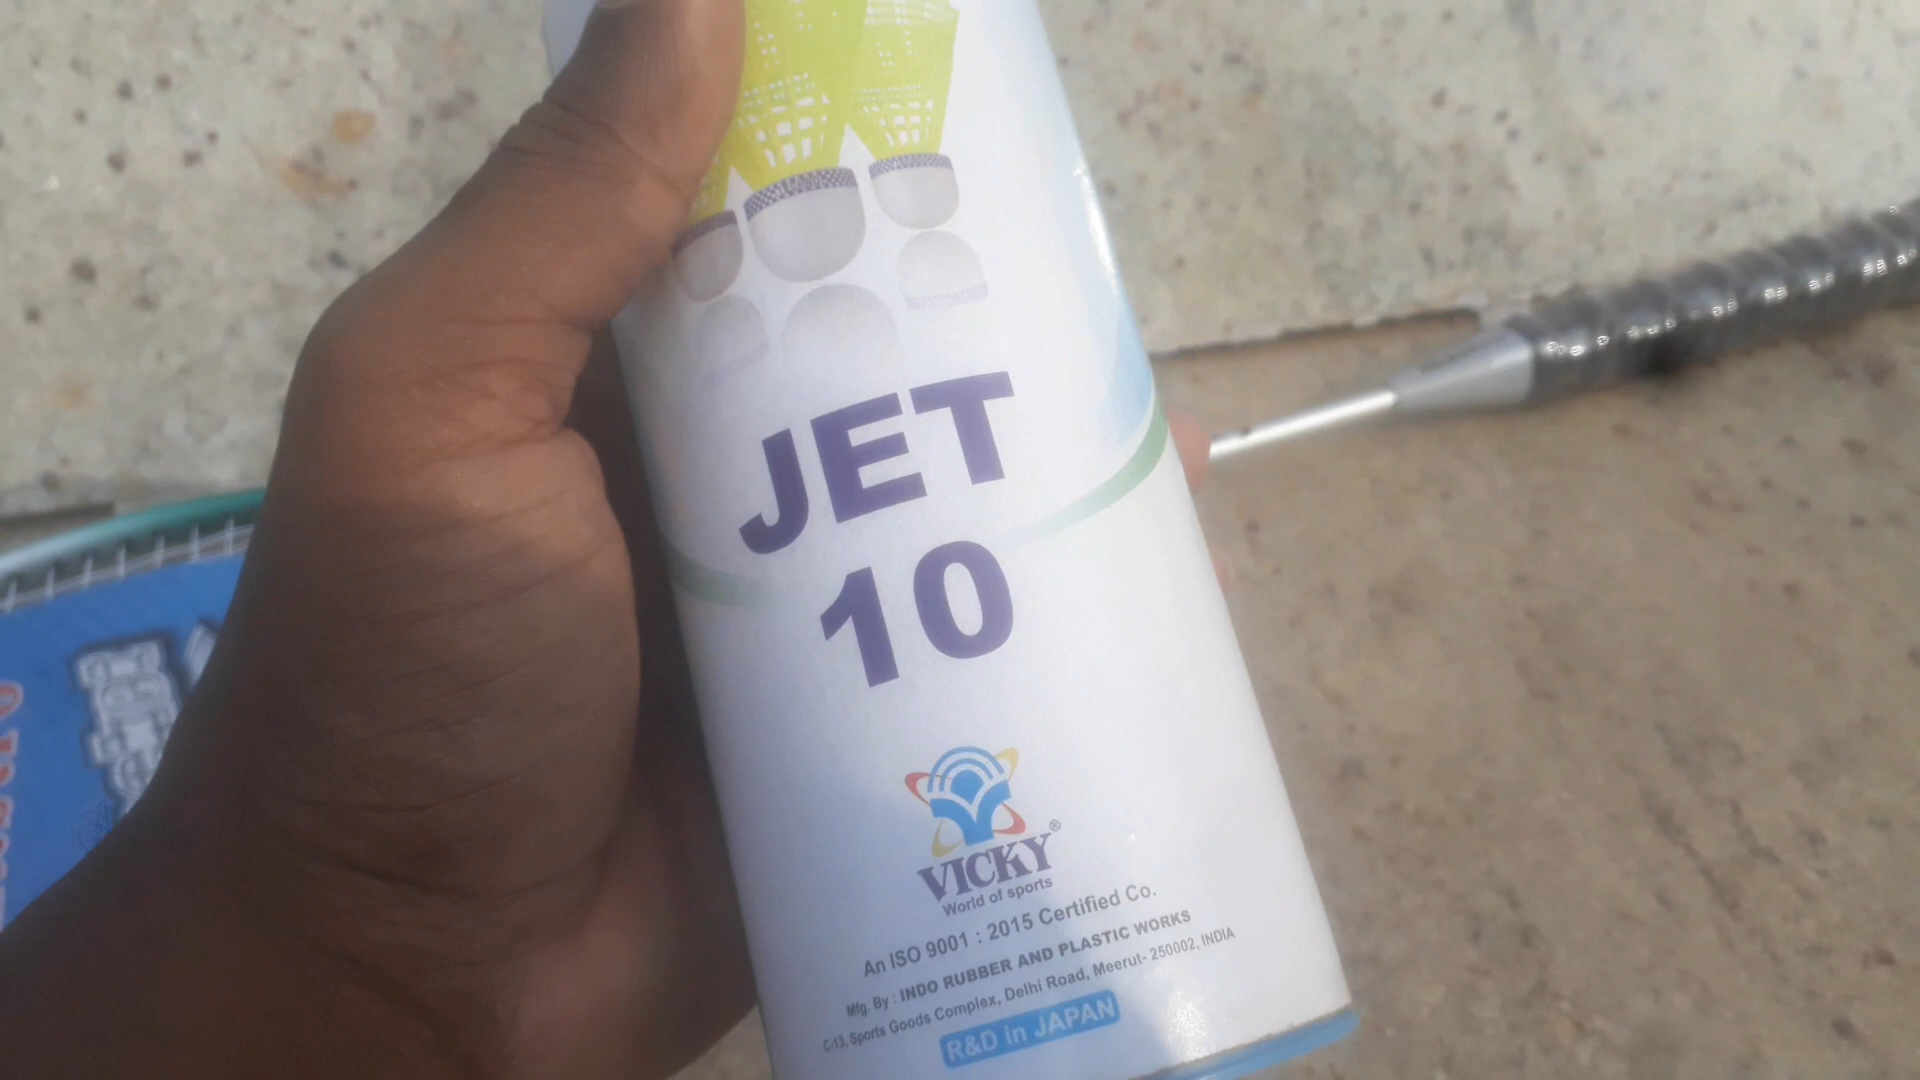 JET
10
VICKY®
World of sports
An ISO 9001 : 2015 Certified Co.
Mfg. By : INDO RUBBER AND PLASTIC WORKS
C-13, Sports Goods Complex, Delhi Road, Meerut- 250002, INDIA
R&D in JAPAN